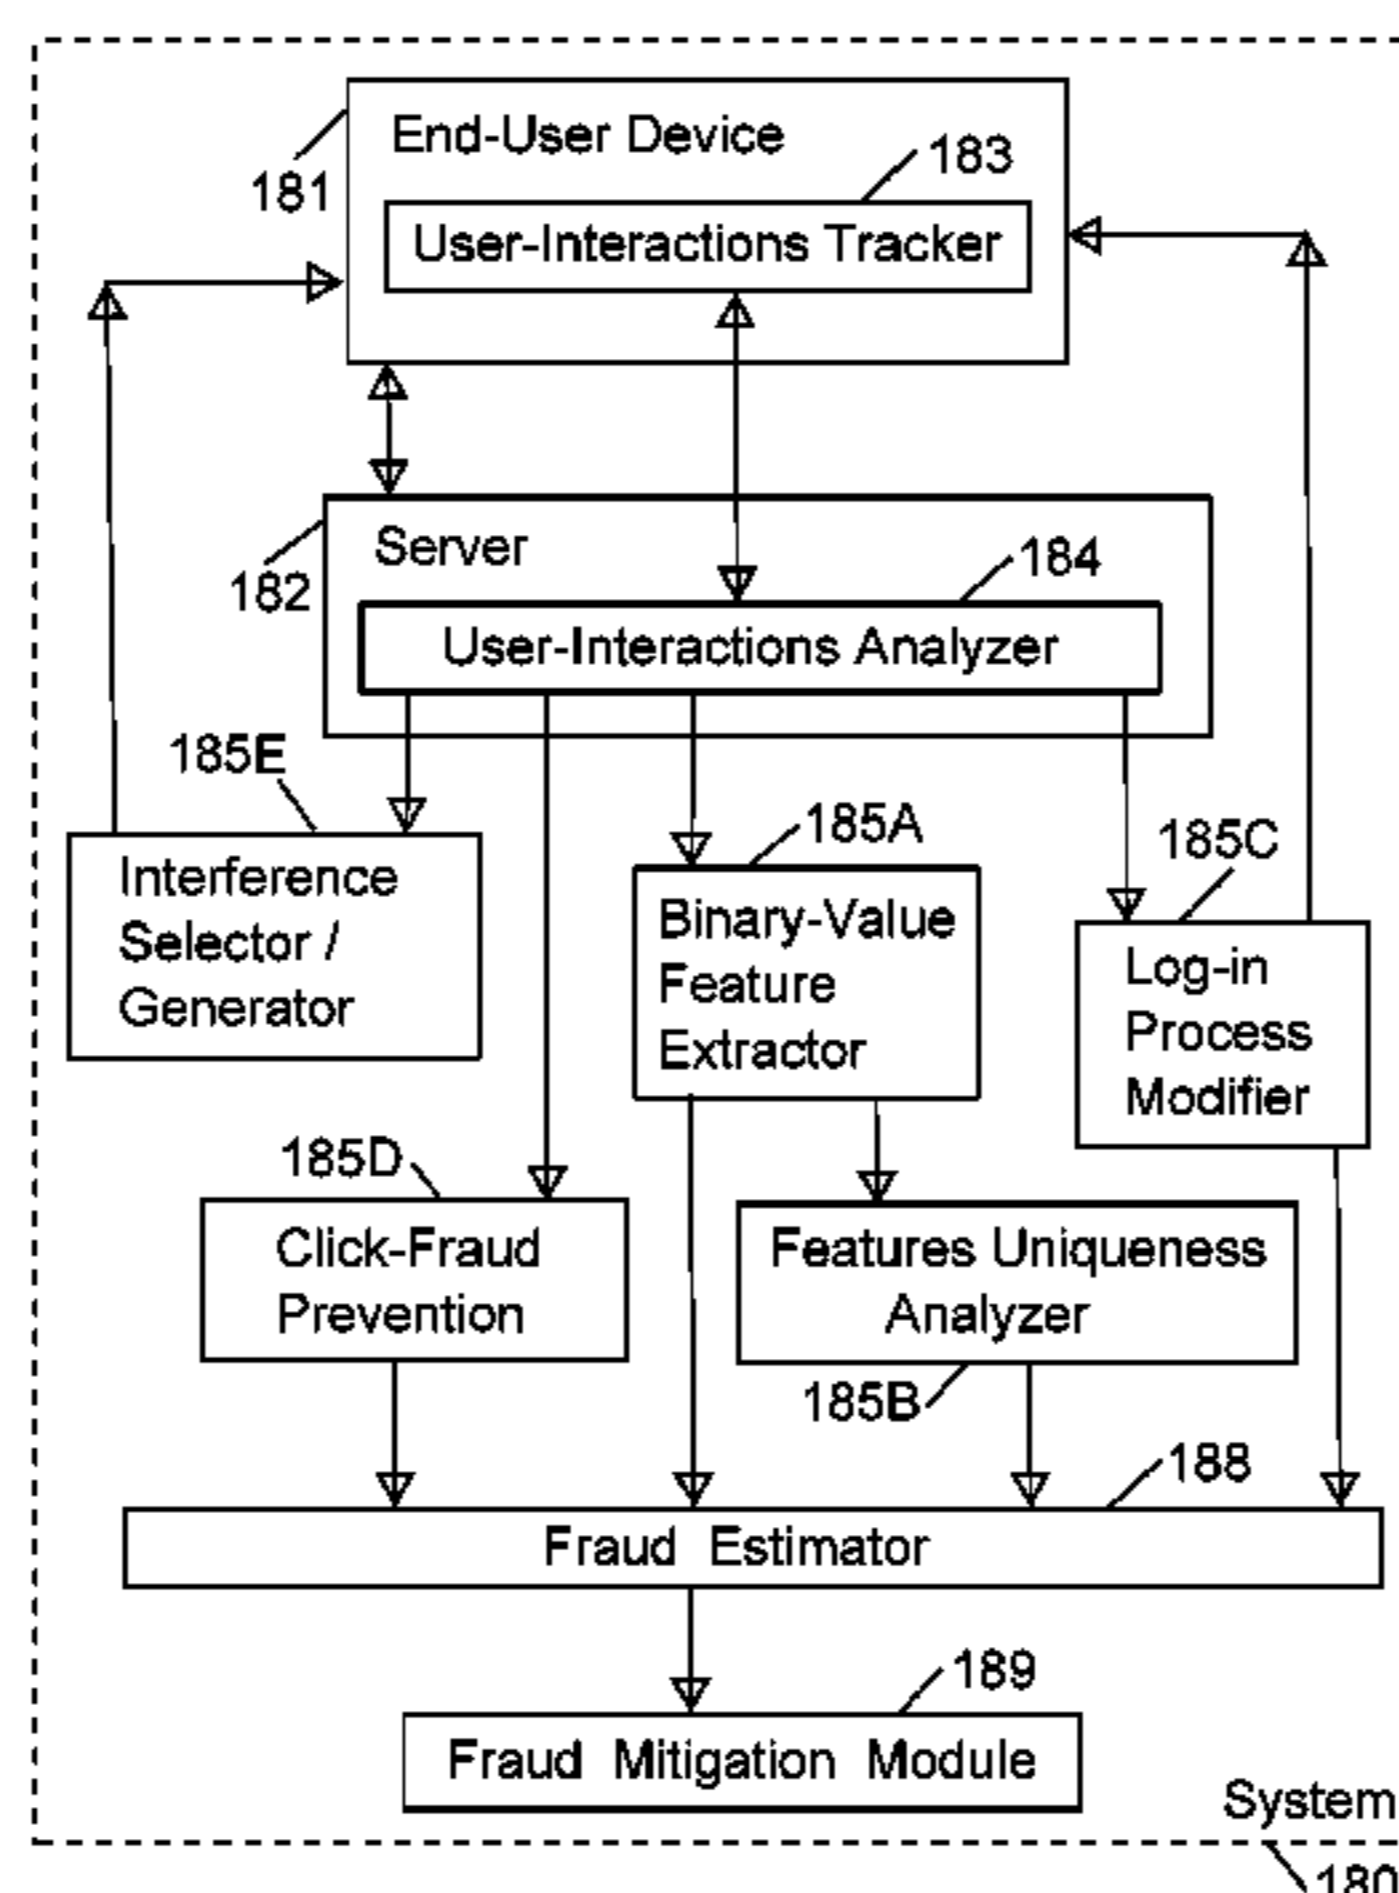 End-User Device
183
181
User-Interactions Tracker
Server
184
182
User-Interactions Analyzer
185E
185A
185C
Interference
Selector /
Generator
Binary-Value
Feature
Extractor
Log-in
Process
Modifier
185D
Click-Fraud
Prevention
Features Uniqueness
Analyzer
185B
188
Fraud Estimator
189
Fraud Mitigation Module
System
180